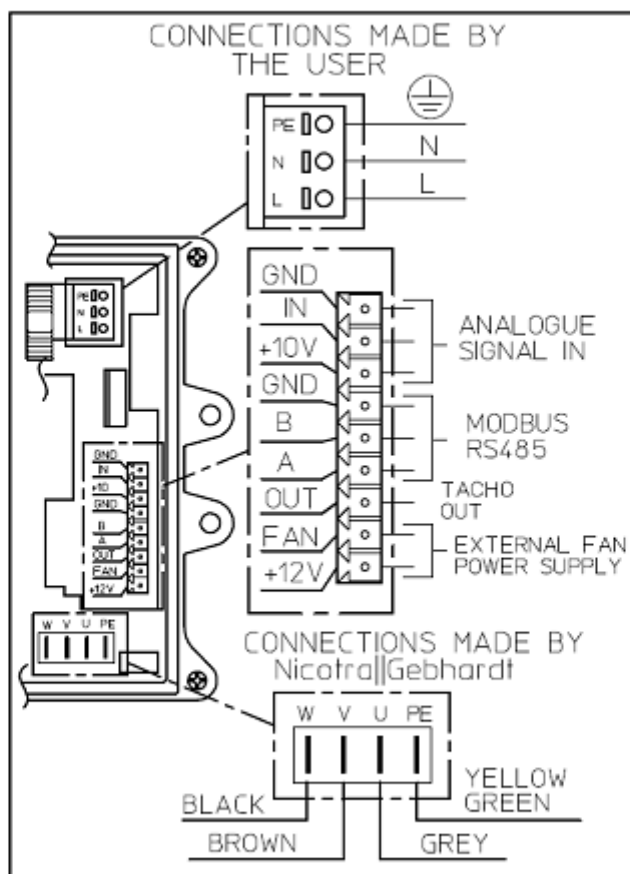 CONNECTIONS MADE BY
THE USER
PE
N
N
L
L
GND
IN
+10V
GND
B
A
OUT
FAN
+12V
ANALOGUE
SIGNAL IN
MODBUS
RS485
TACHO
OUT
EXTERNAL FAN
POWER SUPPLY
PE
N
L
GND
IN
+10
GND
B
A
OUT
FAN
+12V
W V U PE
CONNECTIONS MADE BY
Nicotra||Gebhardt
W V U PE
BLACK
YELLOW
GREEN
BROWN
GREY